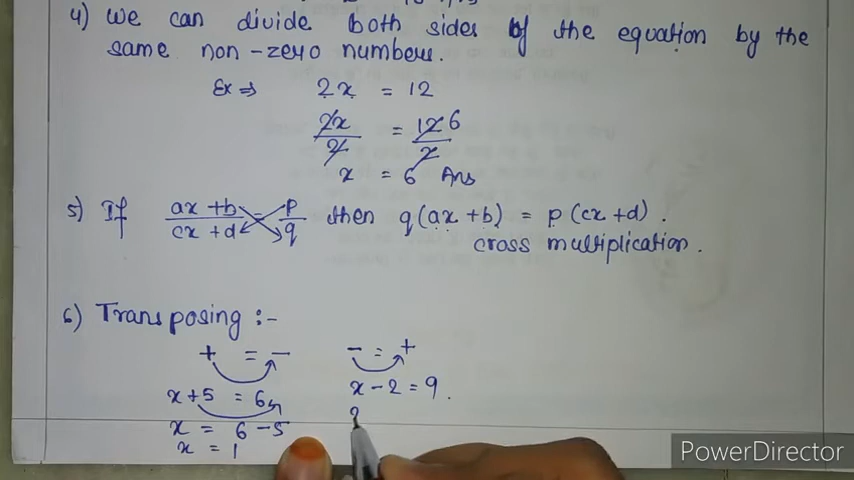 4) We can divide both sides of the equation by the
same non-zero numbers.
Ex ⇒ 2x = 12
2x/2 = 12/2 6
x = 6 Ans
5) If ax+b/cx+d = p/q then q(ax+b) = p(cx+d).
cross multiplication.
6) Transposing :-
+ = −
− = +
x+5 = 6
x = 6-5
x = 1
x-2 = 9.
PowerDirector